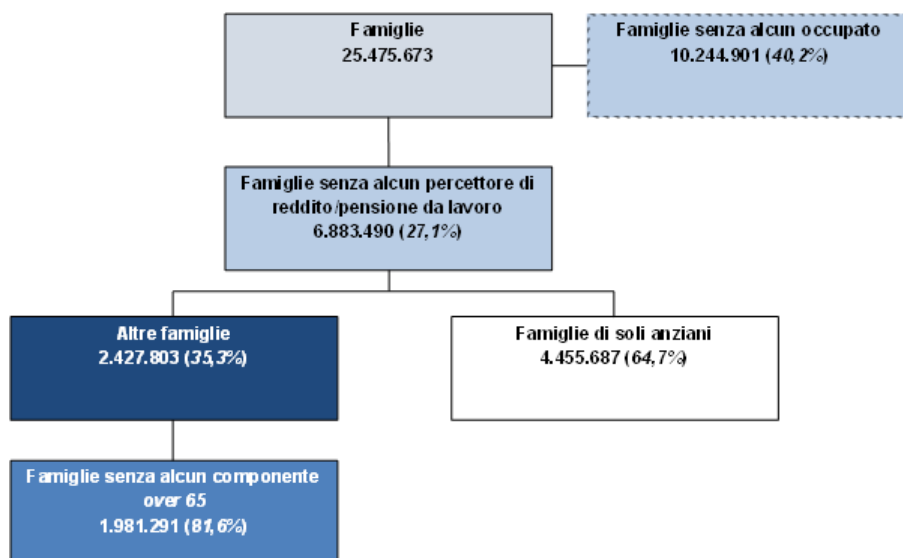 Famiglie
25.475.673
Famiglie senza alcun occupato
10.244.901 (40,2%)
Famiglie senza alcun percettore di
reddito/pensione da lavoro
6.883.490 (27,1%)
Altre famiglie
2.427.803 (35,3%)
Famiglie di soli anziani
4.455.687 (64,7%)
Famiglie senza alcun componente
over 65
1.981.291 (81,6%)